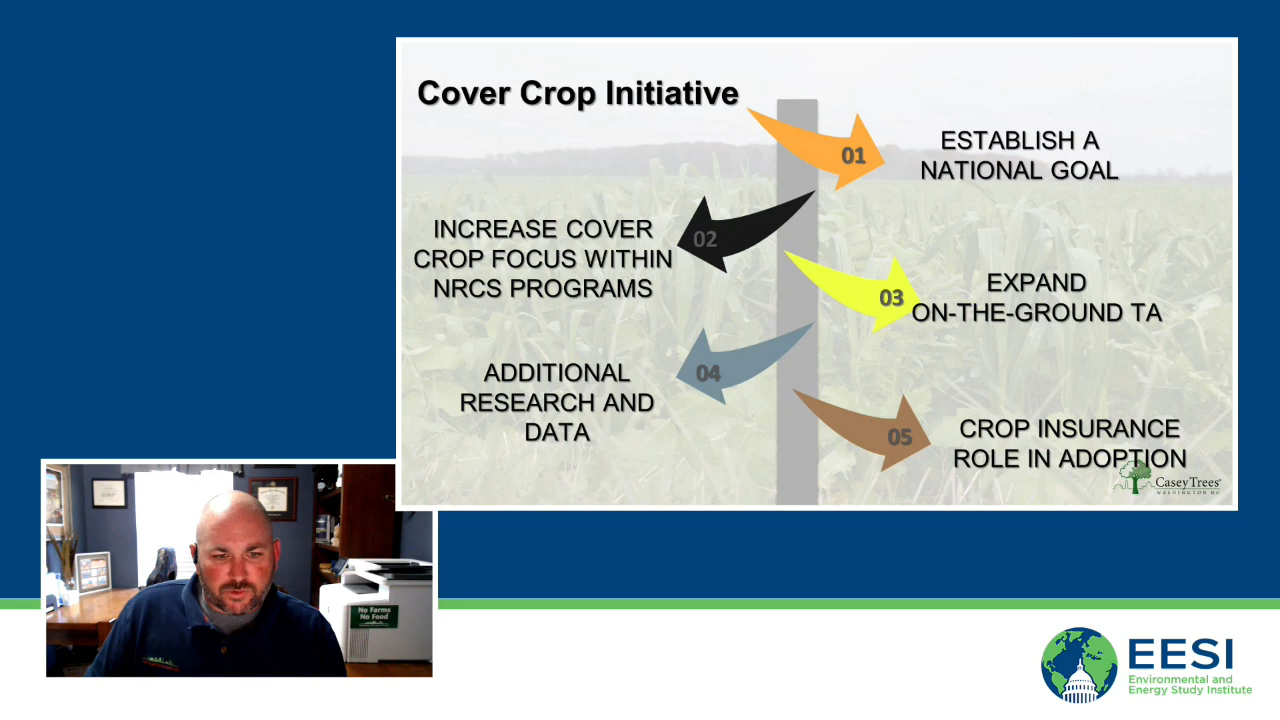 Cover Crop Initiative
01
ESTABLISH A
NATIONAL GOAL
02
INCREASE COVER
CROP FOCUS WITHIN
NRCS PROGRAMS
03
EXPAND
ON-THE-GROUND TA
04
ADDITIONAL
RESEARCH AND
DATA
05
CROP INSURANCE
ROLE IN ADOPTION
Casey Trees
WASHINGTON DC
No Farms
No Food
EESI
Environmental and
Energy Study Institute